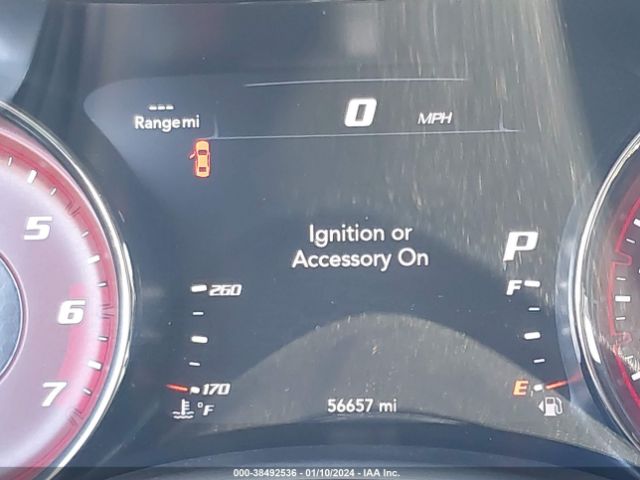 ---
Range mi
0 MPH
5
6
7
Ignition or
Accessory On
P
260
170
°F
F
E
56657 mi
000-38492536 - 01/10/2024 - IAA Inc.